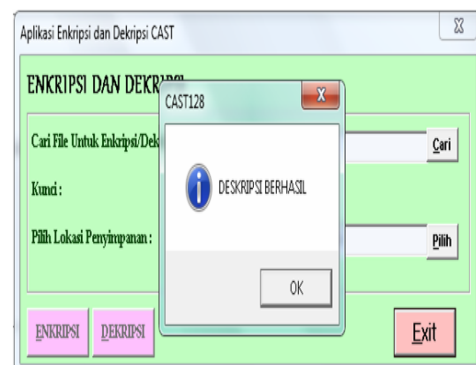 Aplikasi Enkripsi dan Dekripsi CAST
ENKRIPSI DAN DEKRIPSI
CAST128
Cari File Untuk Enkripsi/Dek
Cari
Kunci :
DESKRIPSI BERHASIL
Pilih Lokasi Penyimpanan :
Pilih
OK
ENKRIPSI
DEKRIPSI
Exit